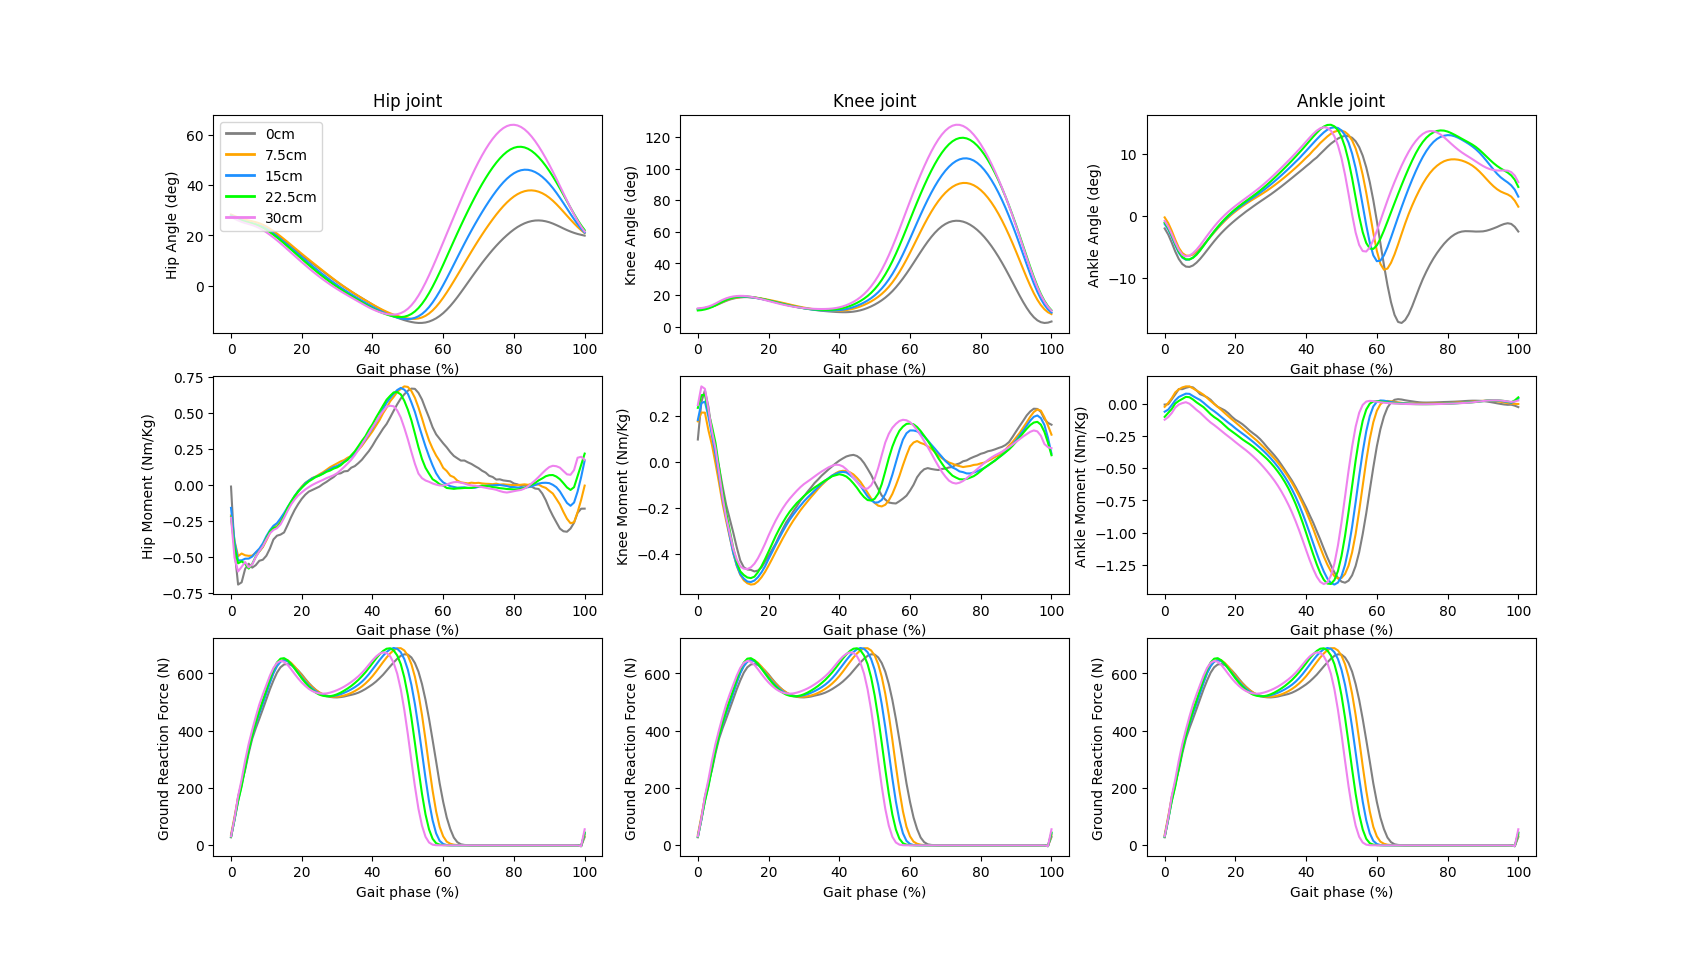 Hip joint
Knee joint
Ankle joint
Hip Angle (deg)
60
40
20
0
0cm
7.5cm
15cm
22.5cm
30cm
0 20 40 60 80 100
Gait phase (%)
Knee Angle (deg)
120
100
80
60
40
20
0
0 20 40 60 80 100
Gait phase (%)
Ankle Angle (deg)
10
0
−10
0 20 40 60 80 100
Gait phase (%)
Hip Moment (Nm/Kg)
0.75
0.50
0.25
0.00
−0.25
−0.50
−0.75
0 20 40 60 80 100
Gait phase (%)
Knee Moment (Nm/Kg)
0.2
0.0
−0.2
−0.4
0 20 40 60 80 100
Gait phase (%)
Ankle Moment (Nm/Kg)
0.00
−0.25
−0.50
−0.75
−1.00
−1.25
0 20 40 60 80 100
Gait phase (%)
Ground Reaction Force (N)
600
400
200
0
0 20 40 60 80 100
Gait phase (%)
Ground Reaction Force (N)
600
400
200
0
0 20 40 60 80 100
Gait phase (%)
Ground Reaction Force (N)
600
400
200
0
0 20 40 60 80 100
Gait phase (%)